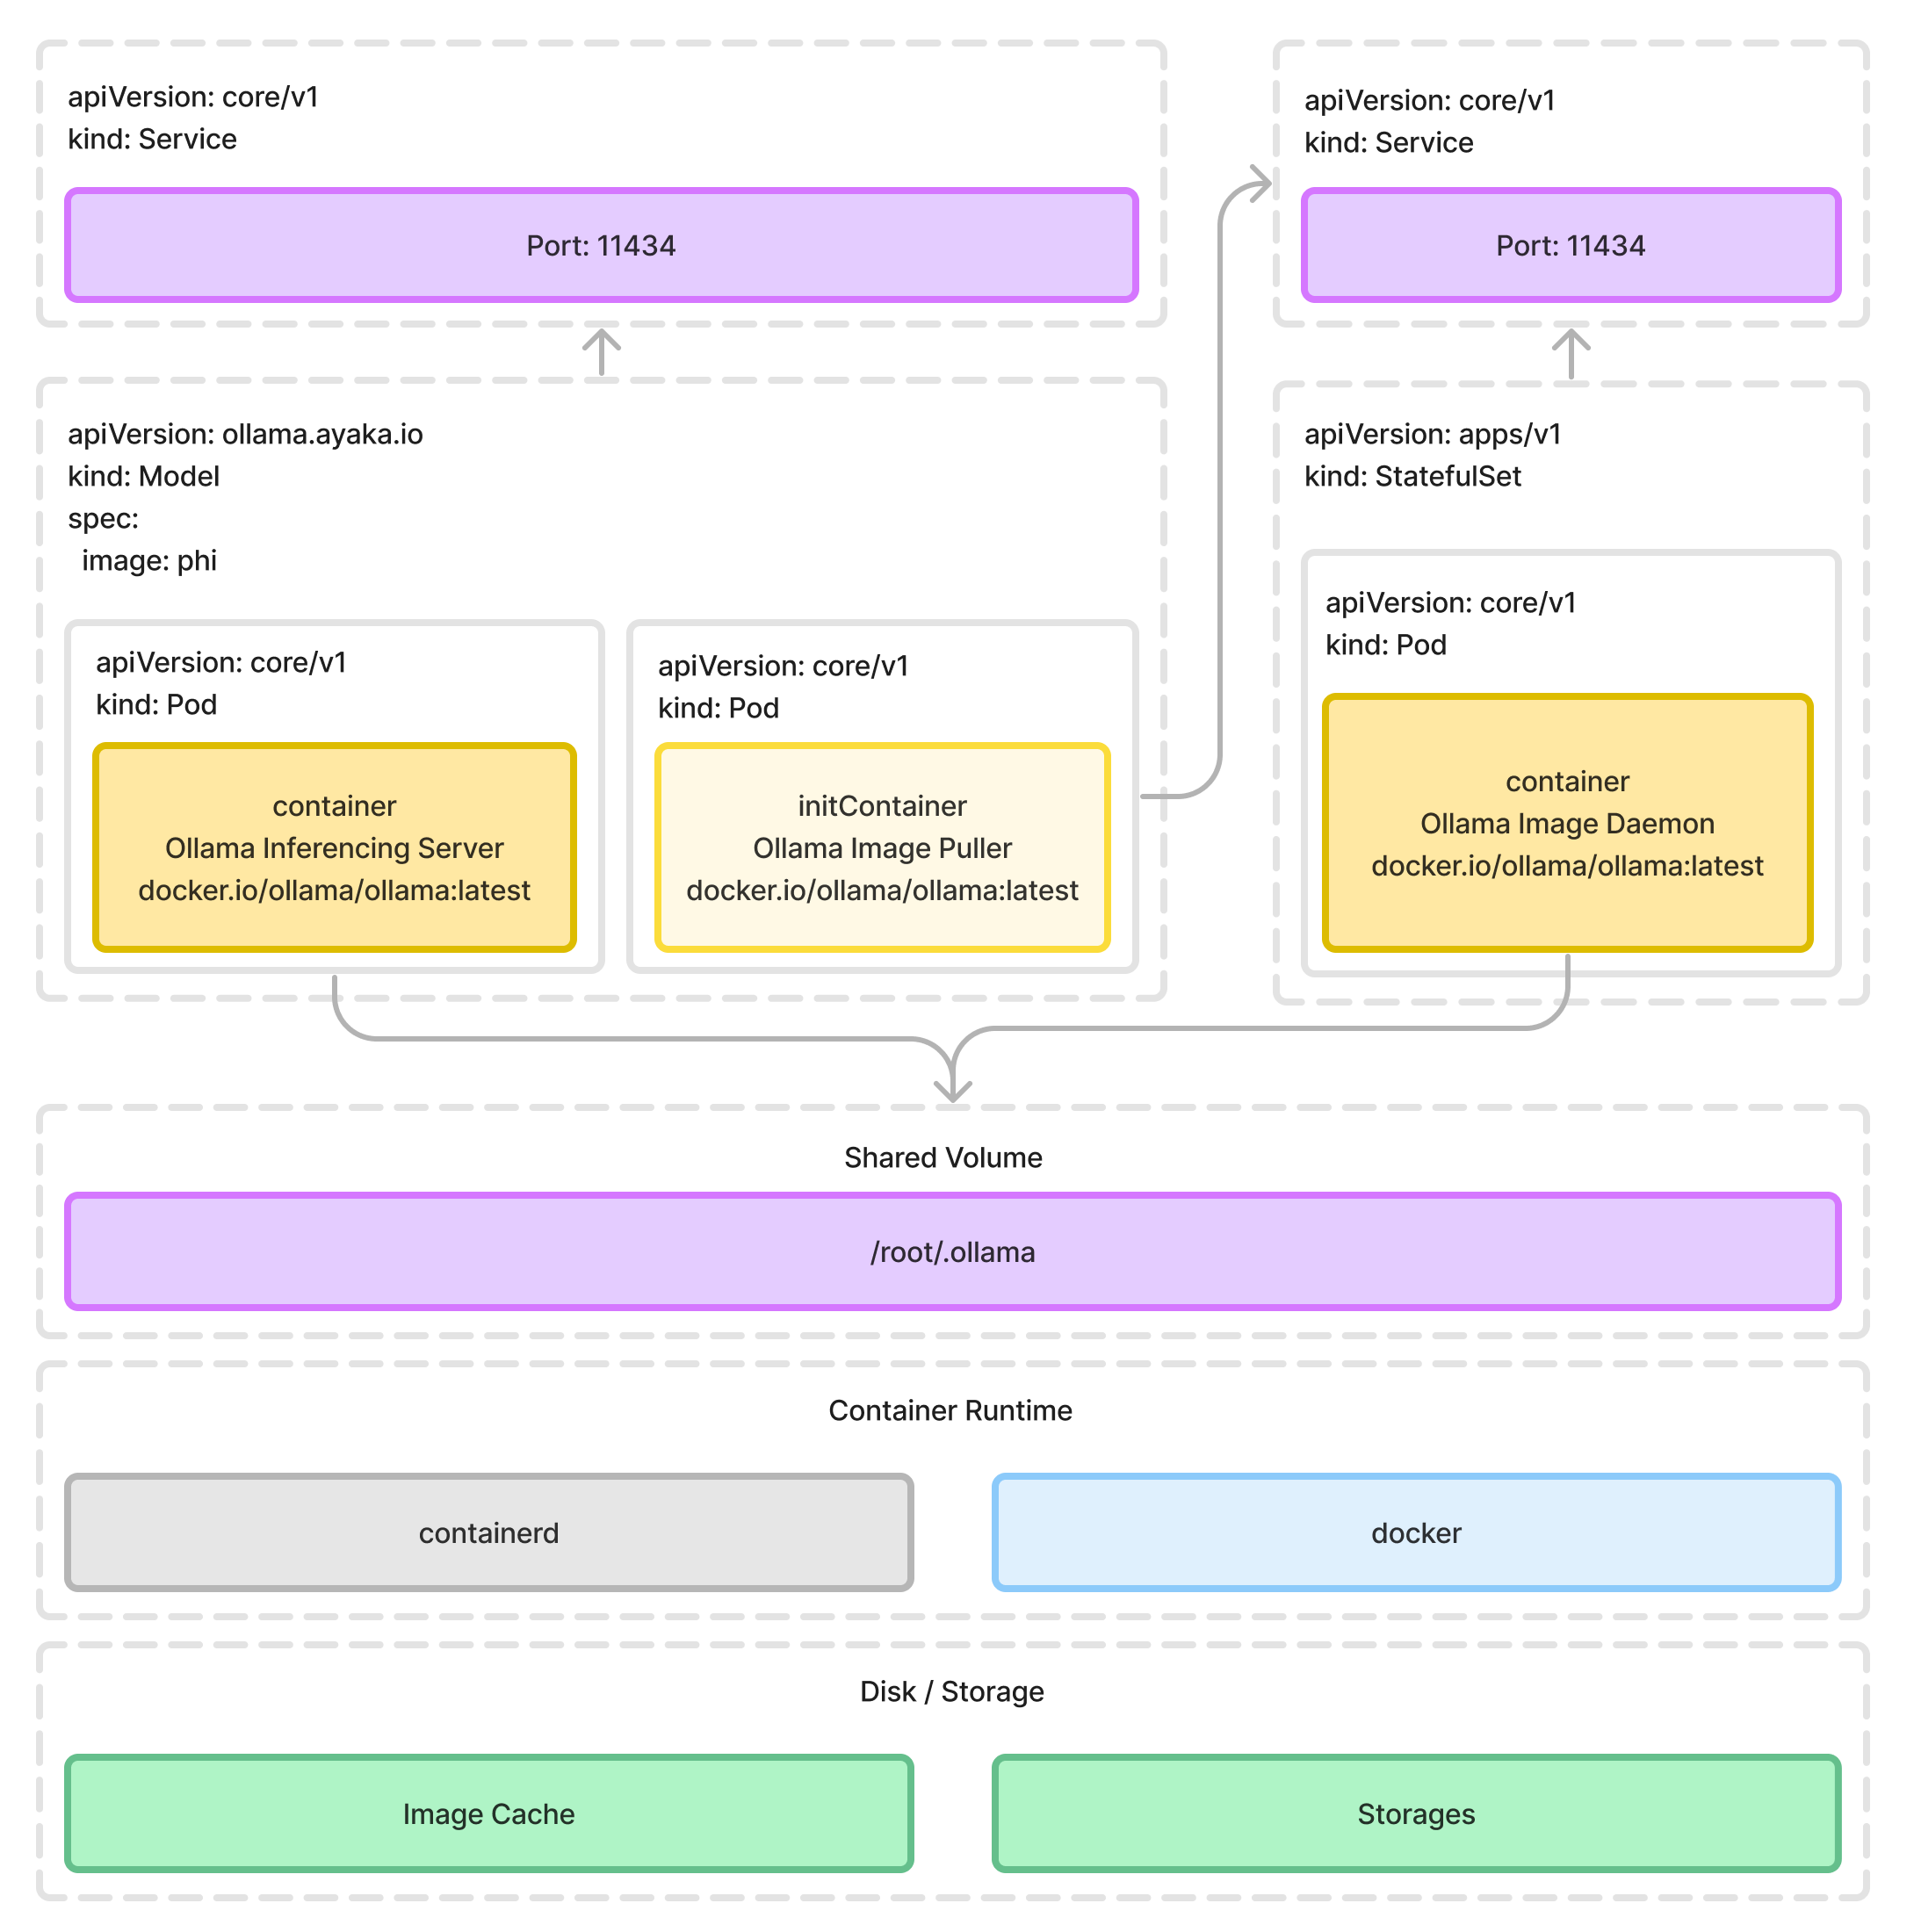 apiVersion: core/v1
kind: Service
Port: 11434
apiVersion: core/v1
kind: Service
Port: 11434
apiVersion: ollama.ayaka.io
kind: Model
spec:
  image: phi
apiVersion: core/v1
kind: Pod
container
Ollama Inferencing Server
docker.io/ollama/ollama:latest
apiVersion: core/v1
kind: Pod
initContainer
Ollama Image Puller
docker.io/ollama/ollama:latest
apiVersion: apps/v1
kind: StatefulSet
apiVersion: core/v1
kind: Pod
container
Ollama Image Daemon
docker.io/ollama/ollama:latest
Shared Volume
/root/.ollama
Container Runtime
containerd
docker
Disk / Storage
Image Cache
Storages